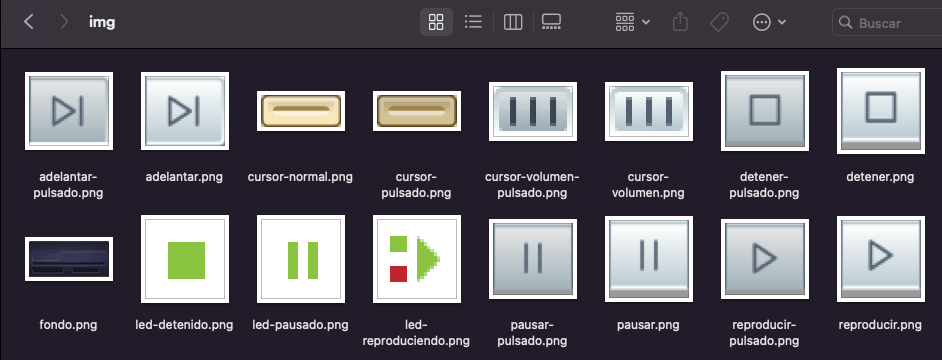 img
Buscar
adelantar-
pulsado.png
adelantar.png
cursor-normal.png
cursor-
pulsado.png
cursor-volumen-
pulsado.png
cursor-
volumen.png
detener-
pulsado.png
detener.png
fondo.png
led-detenido.png
led-pausado.png
led-
reproduciendo.png
pausar-
pulsado.png
pausar.png
reproducir-
pulsado.png
reproducir.png